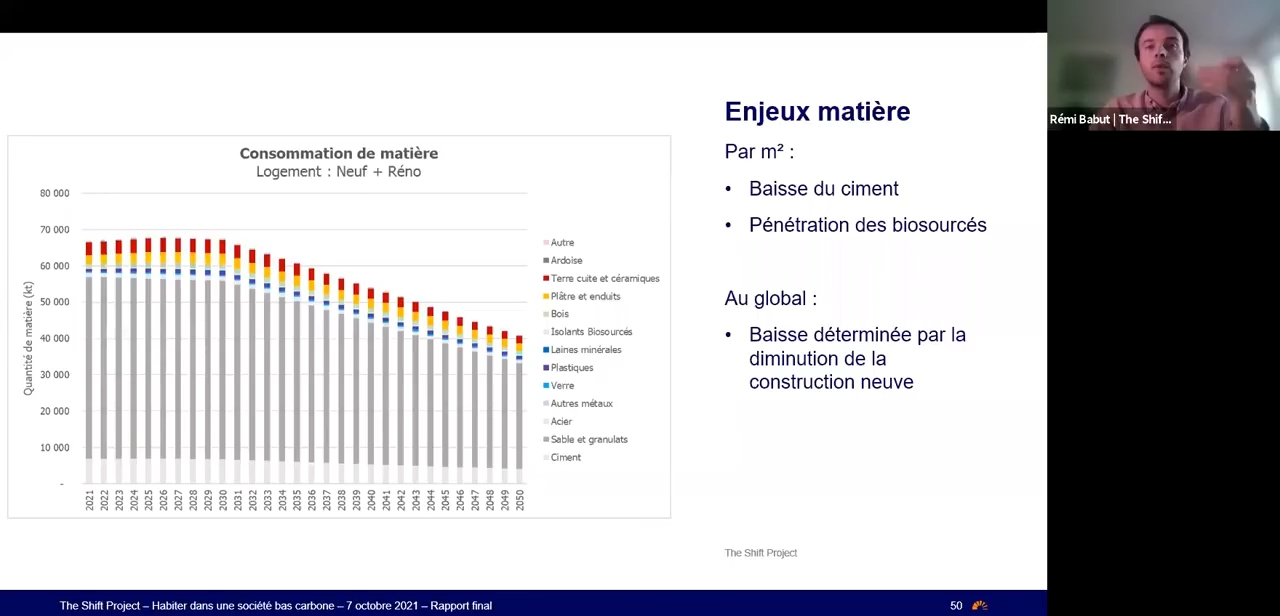 Consommation de matière
Logement : Neuf + Réno
Quantité de matière (kt)
80 000
70 000
60 000
50 000
40 000
30 000
20 000
10 000
-
2021
2022
2023
2024
2025
2026
2027
2028
2029
2030
2031
2032
2033
2034
2035
2036
2037
2038
2039
2040
2041
2042
2043
2044
2045
2046
2047
2048
2049
2050
Autre
Ardoise
Terre cuite et céramiques
Plâtre et enduits
Bois
Isolants Biosourcés
Laines minérales
Plastiques
Verre
Autres métaux
Acier
Sable et granulats
Ciment
Enjeux matière
Par m² :
• Baisse du ciment
• Pénétration des biosourcés
Au global :
• Baisse déterminée par la
diminution de la
construction neuve
The Shift Project
The Shift Project – Habiter dans une société bas carbone – 7 octobre 2021 – Rapport final
50
Rémi Babut | The Shif...